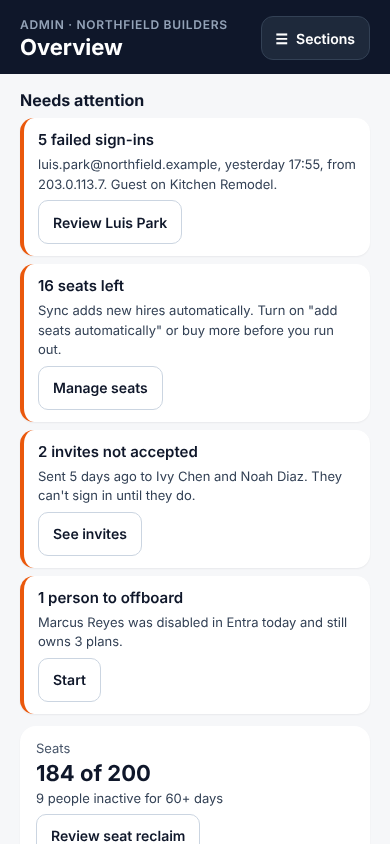 ADMIN · NORTHFIELD BUILDERS
Overview
☰ Sections
Needs attention
5 failed sign-ins
luis.park@northfield.example, yesterday 17:55, from
203.0.113.7. Guest on Kitchen Remodel.
Review Luis Park
16 seats left
Sync adds new hires automatically. Turn on "add
seats automatically" or buy more before you run
out.
Manage seats
2 invites not accepted
Sent 5 days ago to Ivy Chen and Noah Diaz. They
can't sign in until they do.
See invites
1 person to offboard
Marcus Reyes was disabled in Entra today and still
owns 3 plans.
Start
Seats
184 of 200
9 people inactive for 60+ days
Review seat reclaim